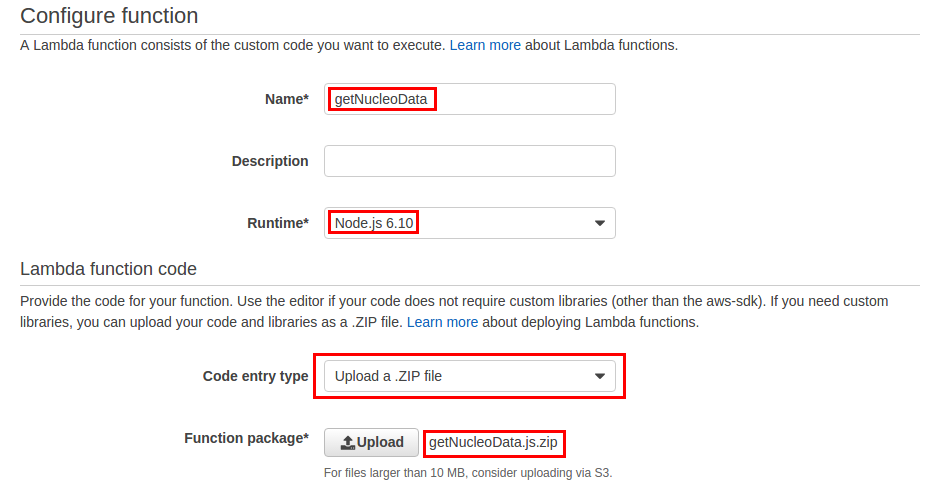 Configure function
A Lambda function consists of the custom code you want to execute. Learn more about Lambda functions.
Name* getNucleoData
Description
Runtime* Node.js 6.10
Lambda function code
Provide the code for your function. Use the editor if your code does not require custom libraries (other than the aws-sdk). If you need custom
libraries, you can upload your code and libraries as a .ZIP file. Learn more about deploying Lambda functions.
Code entry type Upload a .ZIP file
Function package* Upload getNucleoData.js.zip
For files larger than 10 MB, consider uploading via S3.